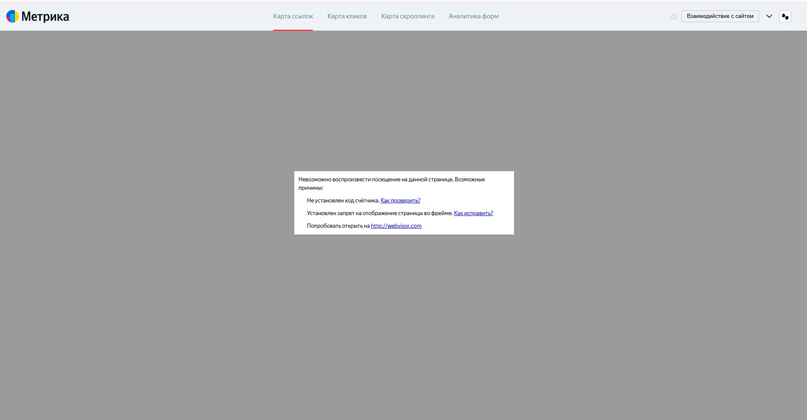 Метрика
Карта ссылок
Карта кликов
Карта скроллинга
Аналитика форм
Взаимодействие с сайтом
Невозможно воспроизвести посещение на данной странице. Возможные
причины:
Не установлен код счётчика. Как проверить?
Установлен запрет на отображение страницы во фрейме. Как исправить?
Попробовать открыть на http://webvisor.com